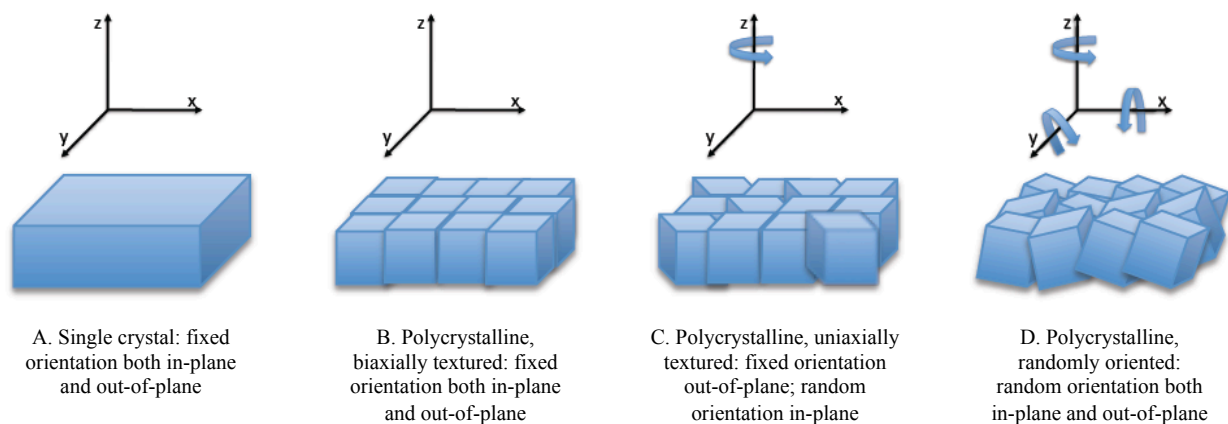 z
x
y
z
x
y
z
x
y
z
x
y
A. Single crystal: fixed
orientation both in-plane
and out-of-plane
B. Polycrystalline,
biaxially textured: fixed
orientation both in-plane
and out-of-plane
C. Polycrystalline, uniaxially
textured: fixed orientation
out-of-plane; random
orientation in-plane
D. Polycrystalline,
randomly oriented:
random orientation both
in-plane and out-of-plane